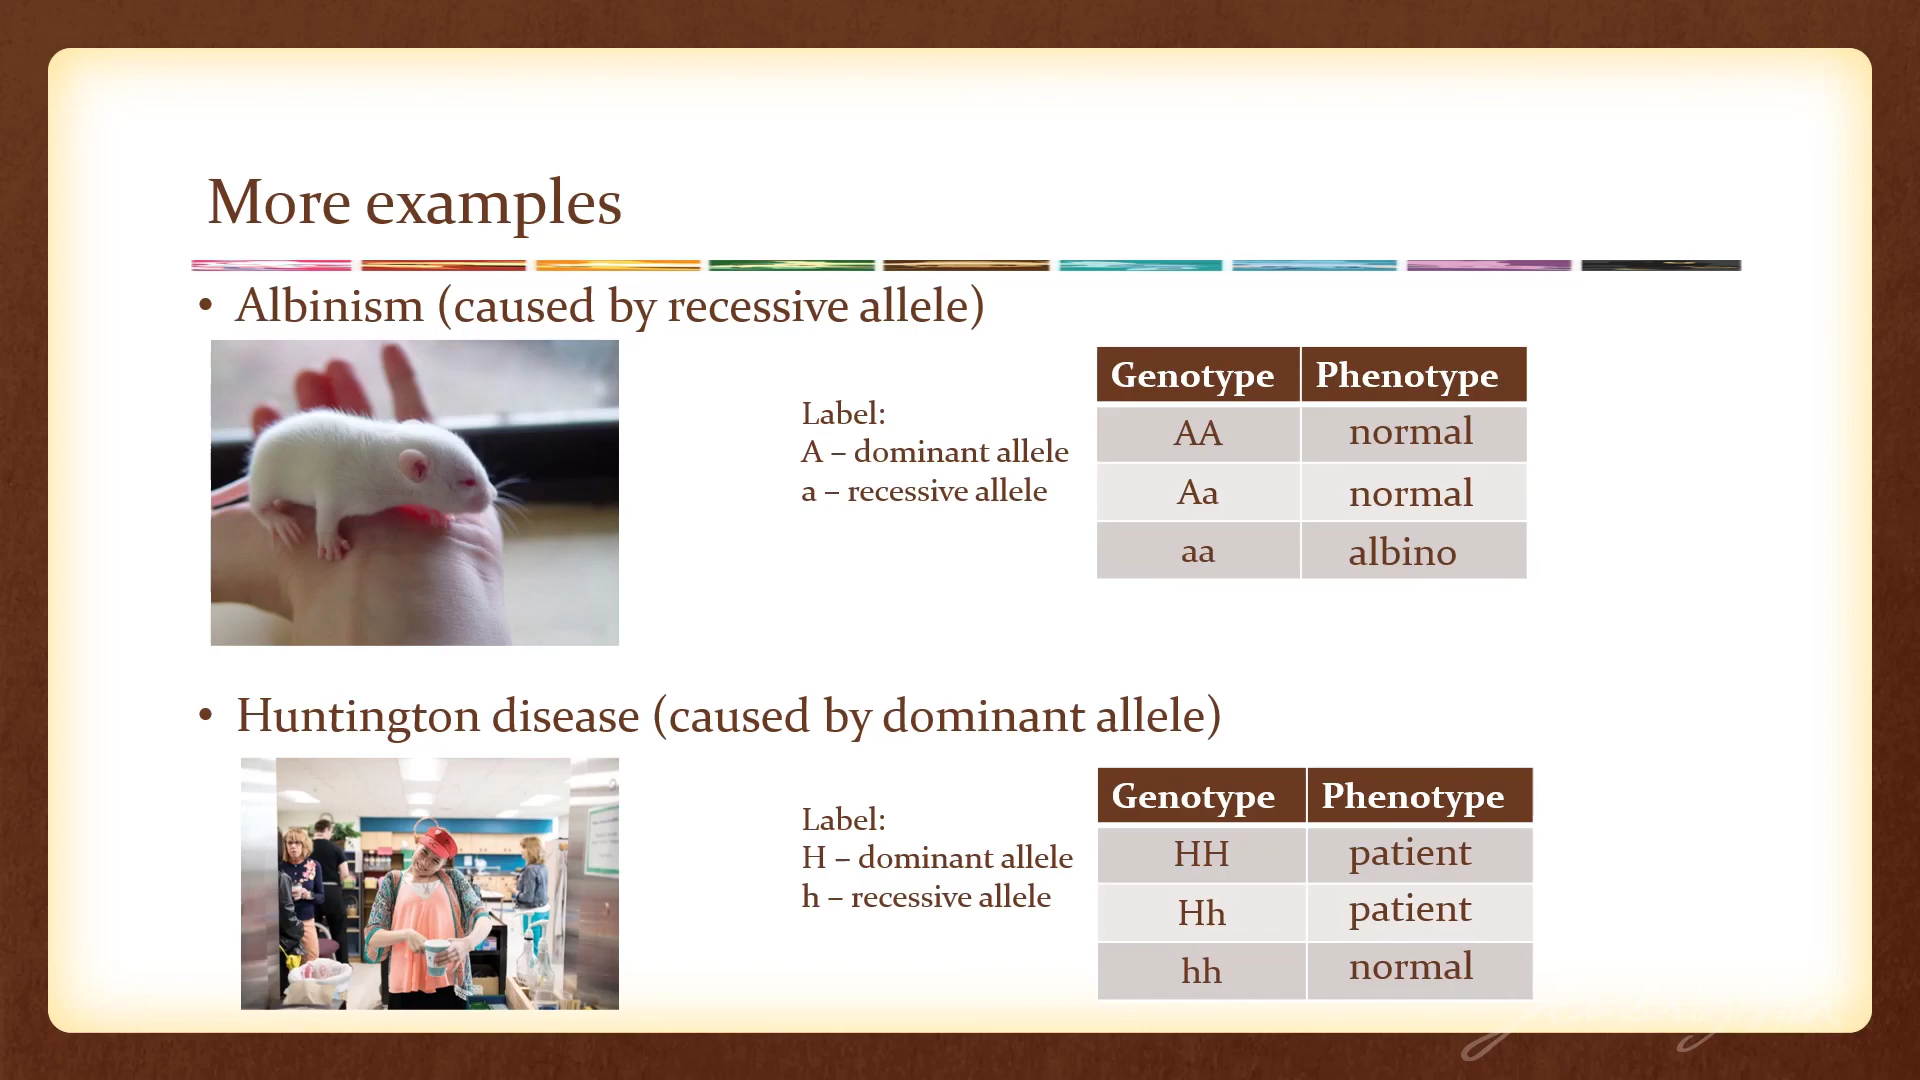 More examples
• Albinism (caused by recessive allele)
Label:
A – dominant allele
a – recessive allele
Genotype Phenotype
AA normal
Aa normal
aa albino
• Huntington disease (caused by dominant allele)
Label:
H – dominant allele
h – recessive allele
Genotype Phenotype
HH patient
Hh patient
hh normal